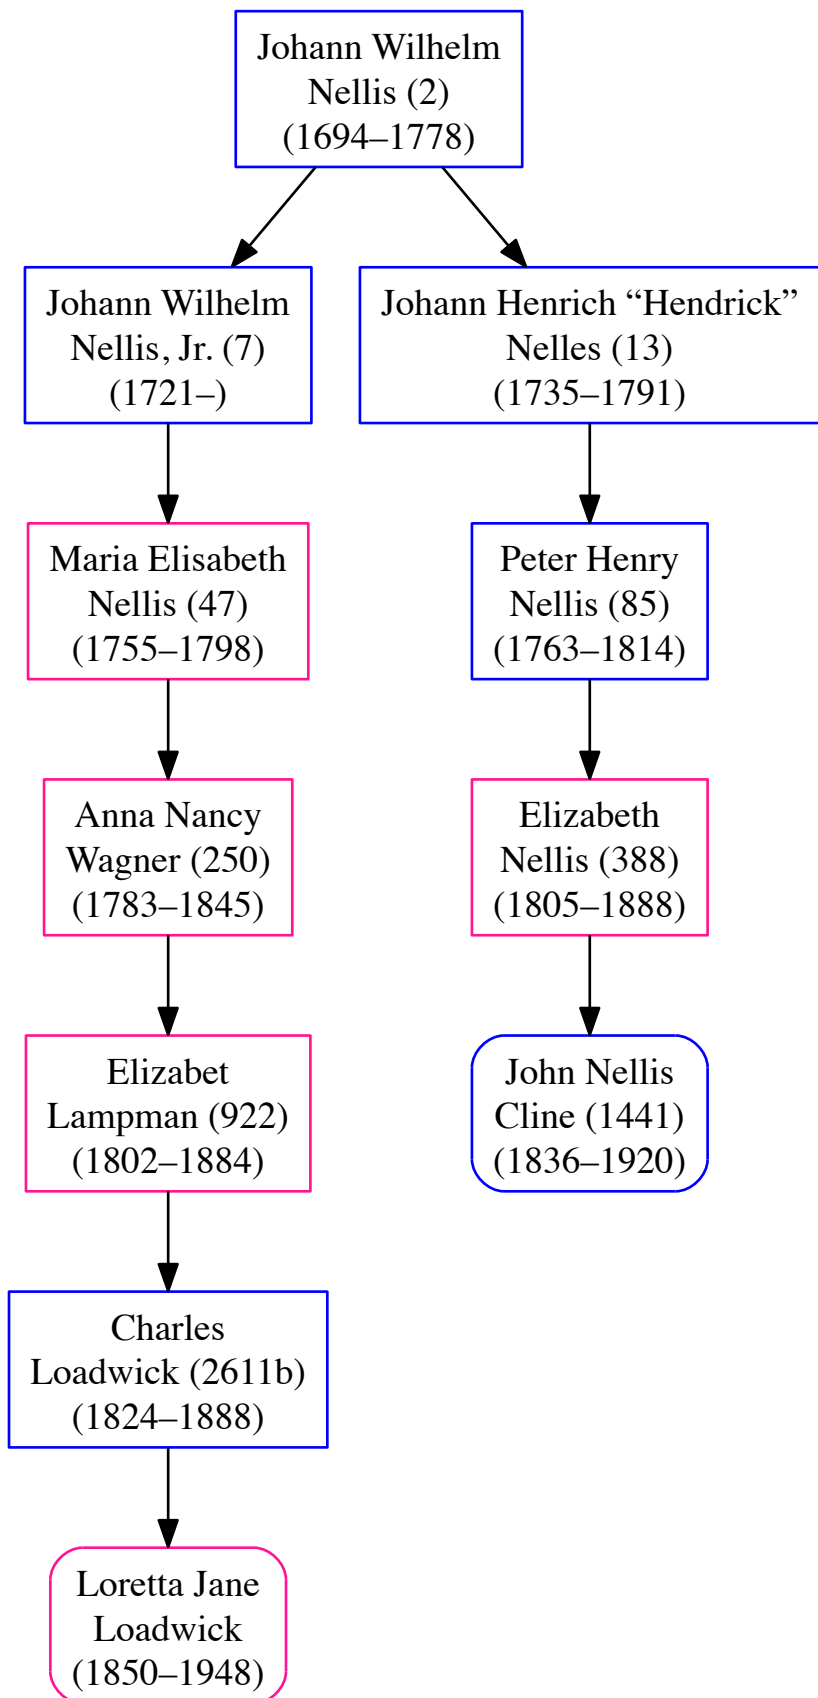 Johann Wilhelm
Nellis (2)
(1694–1778)
Johann Wilhelm
Nellis, Jr. (7)
(1721–)
Johann Henrich “Hendrick”
Nelles (13)
(1735–1791)
Maria Elisabeth
Nellis (47)
(1755–1798)
Peter Henry
Nellis (85)
(1763–1814)
Anna Nancy
Wagner (250)
(1783–1845)
Elizabeth
Nellis (388)
(1805–1888)
Elizabet
Lampman (922)
(1802–1884)
John Nellis
Cline (1441)
(1836–1920)
Charles
Loadwick (2611b)
(1824–1888)
Loretta Jane
Loadwick
(1850–1948)